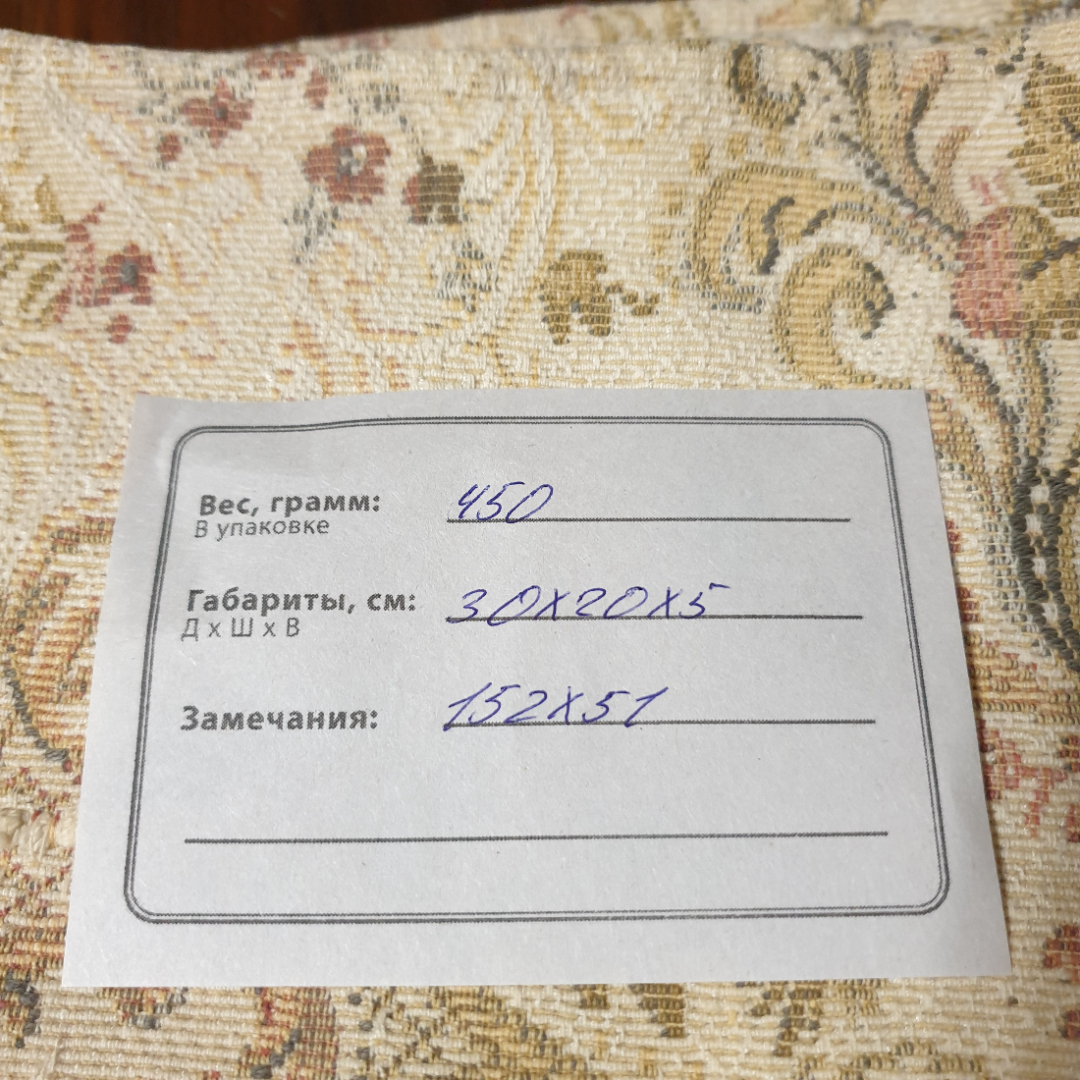 Вес, грамм: 450
В упаковке
Габариты, см: 30х20х5
Д х Ш х В
Замечания: 152х51